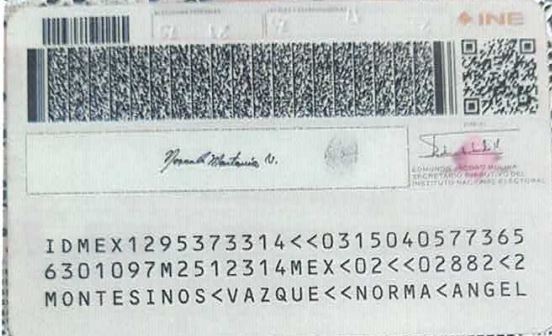 INE
Norma Montesinos V.
EDMUNDO JACOBO MOLINA
SECRETARIO EJECUTIVO DEL
INSTITUTO NACIONAL ELECTORAL
IDMEX1295373314<<0315040577365
6301097M2512314MEX<02<<02882<2
MONTESINOS<VAZQUE<<NORMA<ANGEL